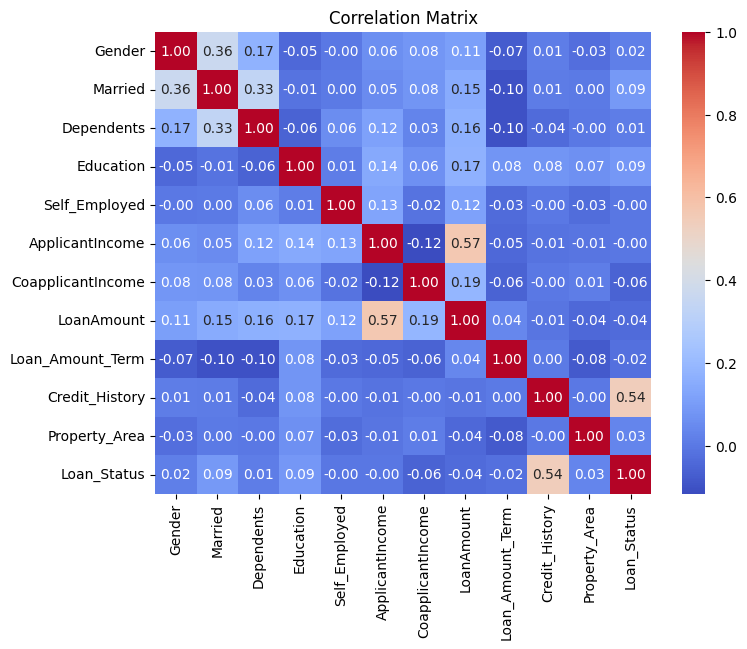 Correlation Matrix
Gender 1.00 0.36 0.17 -0.05 -0.00 0.06 0.08 0.11 -0.07 0.01 -0.03 0.02
Married 0.36 1.00 0.33 -0.01 0.00 0.05 0.08 0.15 -0.10 0.01 0.00 0.09
Dependents 0.17 0.33 1.00 -0.06 0.06 0.12 0.03 0.16 -0.10 -0.04 -0.00 0.01
Education -0.05 -0.01 -0.06 1.00 0.01 0.14 0.06 0.17 0.08 0.08 0.07 0.09
Self_Employed -0.00 0.00 0.06 0.01 1.00 0.13 -0.02 0.12 -0.03 -0.00 -0.03 -0.00
ApplicantIncome 0.06 0.05 0.12 0.14 0.13 1.00 -0.12 0.57 -0.05 -0.01 -0.01 -0.00
CoapplicantIncome 0.08 0.08 0.03 0.06 -0.02 -0.12 1.00 0.19 -0.06 -0.00 0.01 -0.06
LoanAmount 0.11 0.15 0.16 0.17 0.12 0.57 0.19 1.00 0.04 -0.01 -0.04 -0.04
Loan_Amount_Term -0.07 -0.10 -0.10 0.08 -0.03 -0.05 -0.06 0.04 1.00 0.00 -0.08 -0.02
Credit_History 0.01 0.01 -0.04 0.08 -0.00 -0.01 -0.00 -0.01 0.00 1.00 -0.00 0.54
Property_Area -0.03 0.00 -0.00 0.07 -0.03 -0.01 0.01 -0.04 -0.08 -0.00 1.00 0.03
Loan_Status 0.02 0.09 0.01 0.09 -0.00 -0.00 -0.06 -0.04 -0.02 0.54 0.03 1.00
Gender
Married
Dependents
Education
Self_Employed
ApplicantIncome
CoapplicantIncome
LoanAmount
Loan_Amount_Term
Credit_History
Property_Area
Loan_Status
1.0
0.8
0.6
0.4
0.2
0.0